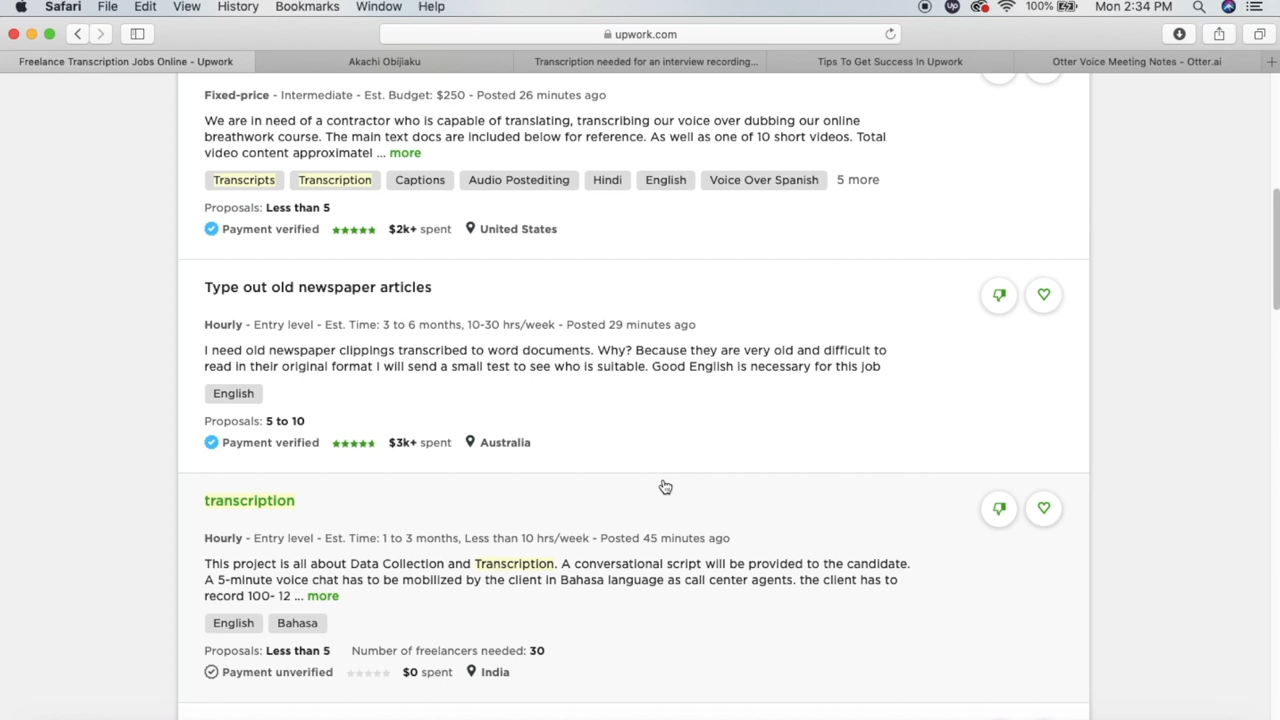 Safari File Edit View History Bookmarks Window Help Up 100% Mon 2:34 PM
upwork.com
Freelance Transcription Jobs Online - Upwork Akachi Obijiaku Transcription needed for an interview recording... Tips To Get Success In Upwork Otter Voice Meeting Notes - Otter.ai
Fixed-price - Intermediate - Est. Budget: $250 - Posted 26 minutes ago
We are in need of a contractor who is capable of translating, transcribing our voice over dubbing our online
breathwork course. The main text docs are included below for reference. As well as one of 10 short videos. Total
video content approximatel ... more
Transcripts Transcription Captions Audio Postediting Hindi English Voice Over Spanish 5 more
Proposals: Less than 5
Payment verified $2k+ spent United States
Type out old newspaper articles
Hourly - Entry level - Est. Time: 3 to 6 months, 10-30 hrs/week - Posted 29 minutes ago
I need old newspaper clippings transcribed to word documents. Why? Because they are very old and difficult to
read in their original format I will send a small test to see who is suitable. Good English is necessary for this job
English
Proposals: 5 to 10
Payment verified $3k+ spent Australia
transcription
Hourly - Entry level - Est. Time: 1 to 3 months, Less than 10 hrs/week - Posted 45 minutes ago
This project is all about Data Collection and Transcription. A conversational script will be provided to the candidate.
A 5-minute voice chat has to be mobilized by the client in Bahasa language as call center agents. the client has to
record 100- 12 ... more
English Bahasa
Proposals: Less than 5 Number of freelancers needed: 30
Payment unverified $0 spent India